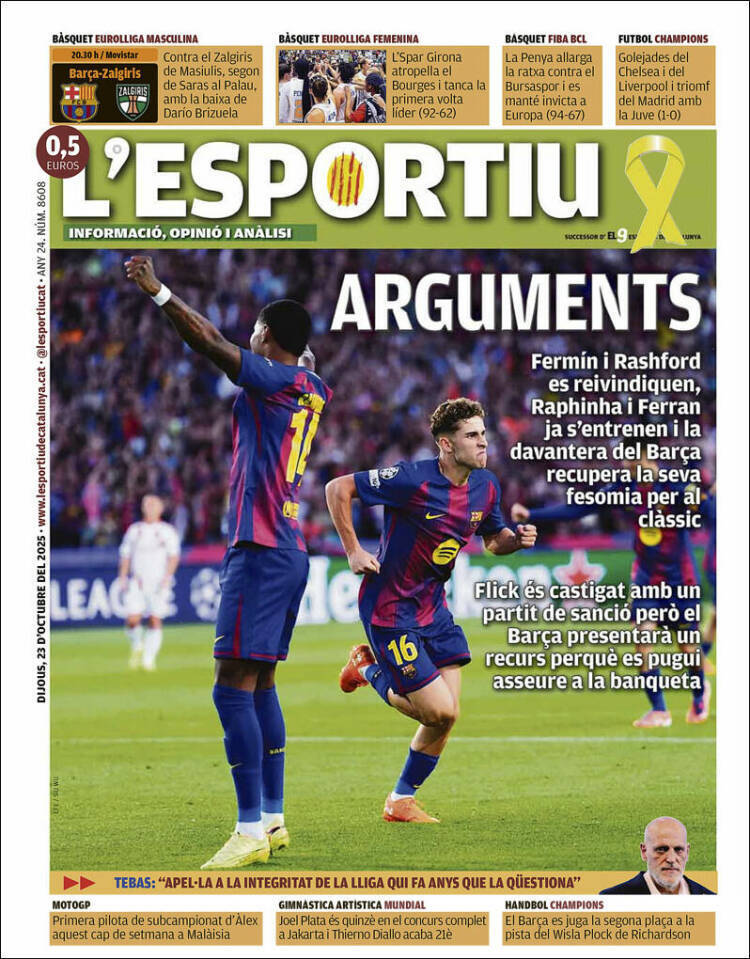 BÀSQUET EUROLLIGA MASCULINA
20.30 h / Movistar
Barça-Zalgiris
ZALGIRIS
Contra el Zalgiris
de Masiulis, segon
de Saras al Palau,
amb la baixa de
Darío Brizuela
BÀSQUET EUROLLIGA FEMENINA
L'Spar Girona
atropella el
Bourges i tanca la
primera volta
líder (92-62)
BÀSQUET FIBA BCL
La Penya allarga
la ratxa contra el
Bursaspor i es
manté invicta a
Europa (94-67)
FUTBOL CHAMPIONS
Golejades del
Chelsea i del
Liverpool i triomf
del Madrid amb
la Juve (1-0)
0,5
EUROS
L'ESPORTIU
INFORMACIÓ, OPINIÓ I ANÀLISI
SUCCESSOR D' EL 9
DIJOUS, 23 D'OCTUBRE DEL 2025 · www.lesportiudecatalunya.cat · @lesportiucat · ANY 24. NÚM. 8608
ARGUMENTS
Fermín i Rashford
es reivindiquen,
Raphinha i Ferran
ja s'entrenen i la
davantera del Barça
recupera la seva
fesomia per al
clàssic
Flick és castigat amb un
partit de sanció però el
Barça presentarà un
recurs perquè es pugui
asseure a la banqueta
14
16
LEAGUE
TEBAS: “APEL·LA A LA INTEGRITAT DE LA LLIGA QUI FA ANYS QUE LA QÜESTIONA”
MOTOGP
Primera pilota de subcampionat d'Àlex
aquest cap de setmana a Malàisia
GIMNÀSTICA ARTÍSTICA MUNDIAL
Joel Plata és quinzè en el concurs complet
a Jakarta i Thierno Diallo acaba 21è
HANDBOL CHAMPIONS
El Barça es juga la segona plaça a la
pista del Wisla Plock de Richardson